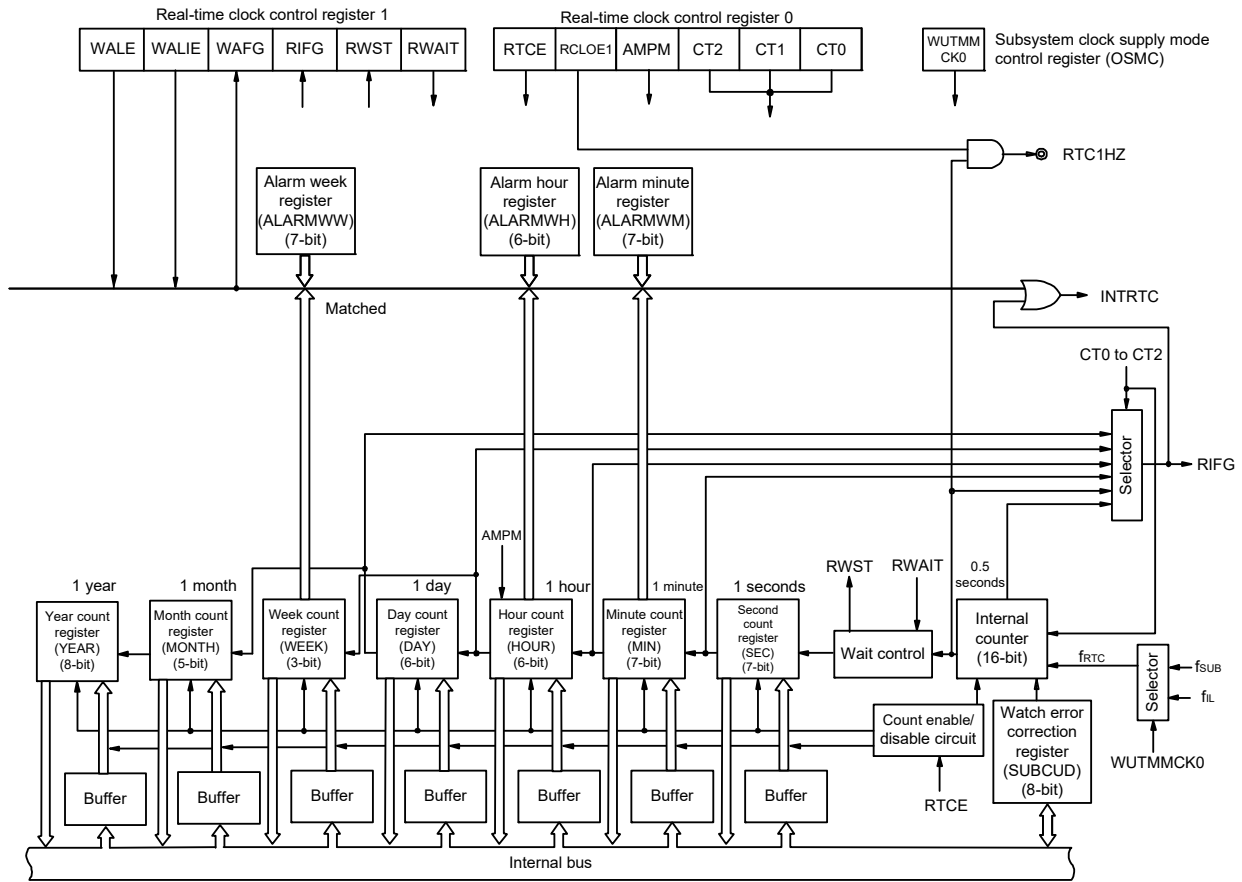 Real-time clock control register 1
Real-time clock control register 0
WALE WALIE WAFG RIFG RWST RWAIT
RTCE RCLOE1 AMPM CT2 CT1 CT0
WUTMM
CK0
Subsystem clock supply mode
control register (OSMC)
RTC1HZ
Alarm week
register
(ALARMWW)
(7-bit)
Alarm hour
register
(ALARMWH)
(6-bit)
Alarm minute
register
(ALARMWM)
(7-bit)
Matched
INTRTC
CT0 to CT2
Selector
RIFG
AMPM
RWST
RWAIT
0.5
seconds
1 year
1 month
1 day
1 hour
1 minute
1 seconds
Year count
register
(YEAR)
(8-bit)
Month count
register
(MONTH)
(5-bit)
Week count
register
(WEEK)
(3-bit)
Day count
register
(DAY)
(6-bit)
Hour count
register
(HOUR)
(6-bit)
Minute count
register
(MIN)
(7-bit)
Second
count
register
(SEC)
(7-bit)
Wait control
Internal
counter
(16-bit)
fRTC
Selector
fSUB
fIL
WUTMMCK0
Count enable/
disable circuit
RTCE
Watch error
correction
register
(SUBCUD)
(8-bit)
Buffer Buffer Buffer Buffer Buffer Buffer Buffer
Internal bus